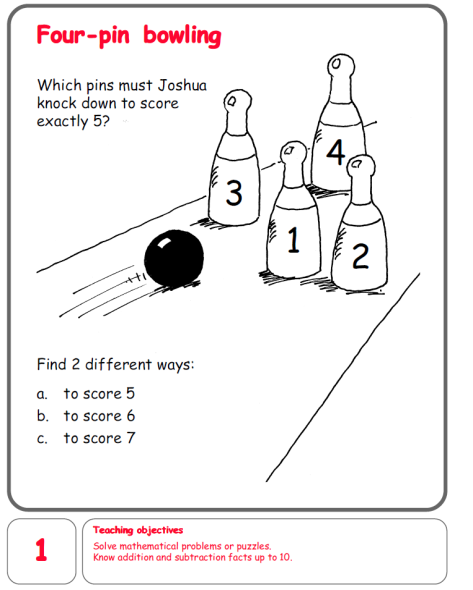 Four-pin bowling
Which pins must Joshua
knock down to score
exactly 5?
4
3
1
2
Find 2 different ways:
a. to score 5
b. to score 6
c. to score 7
1
Teaching objectives
Solve mathematical problems or puzzles.
Know addition and subtraction facts up to 10.